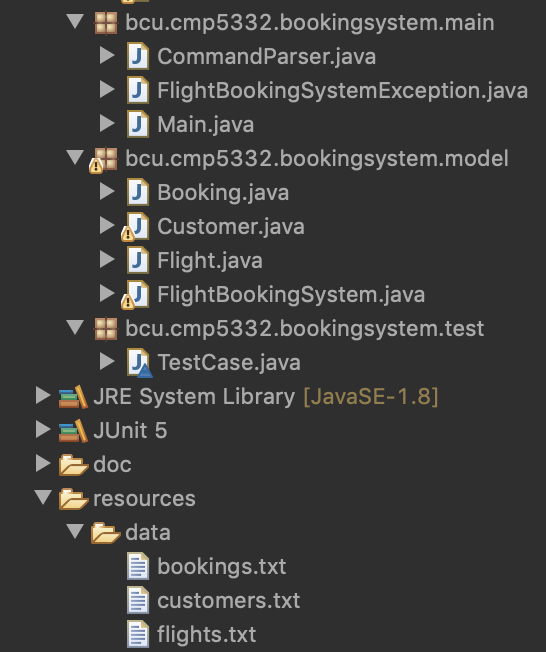 bcu.cmp5332.bookingsystem.main
CommandParser.java
FlightBookingSystemException.java
Main.java
bcu.cmp5332.bookingsystem.model
Booking.java
Customer.java
Flight.java
FlightBookingSystem.java
bcu.cmp5332.bookingsystem.test
TestCase.java
JRE System Library [JavaSE-1.8]
JUnit 5
doc
resources
data
bookings.txt
customers.txt
flights.txt